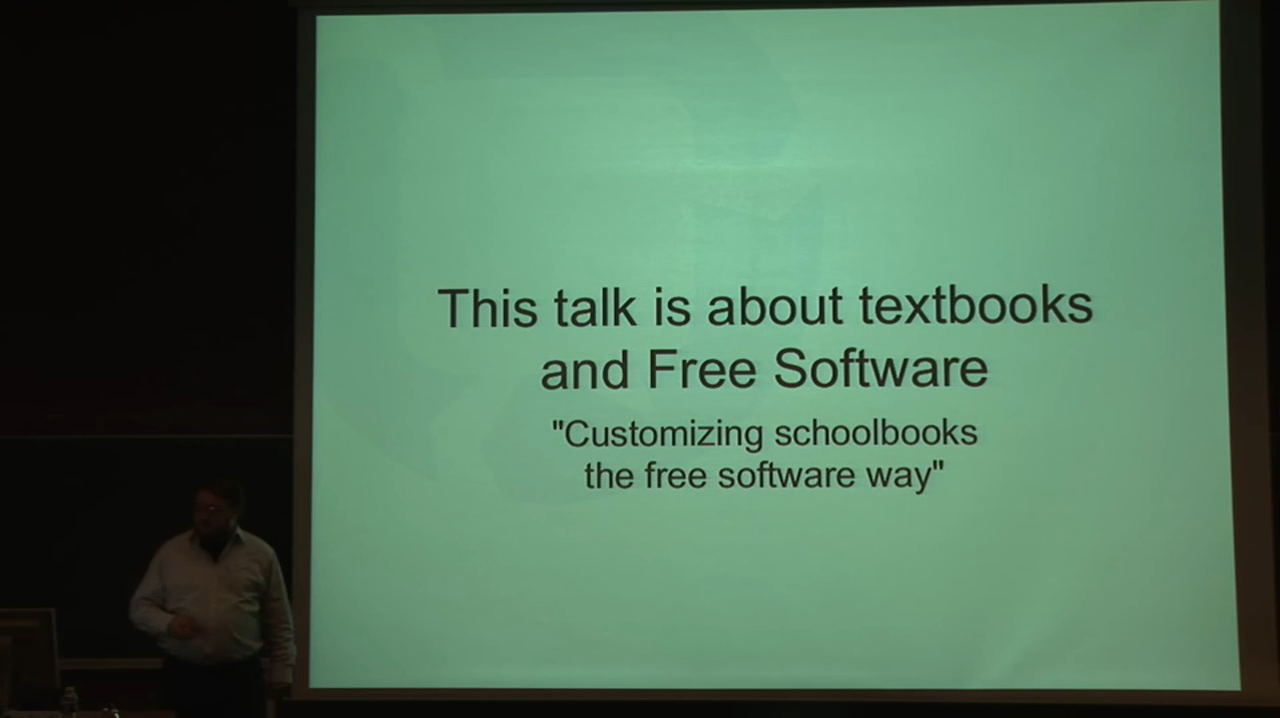 This talk is about textbooks
and Free Software
"Customizing schoolbooks
the free software way"